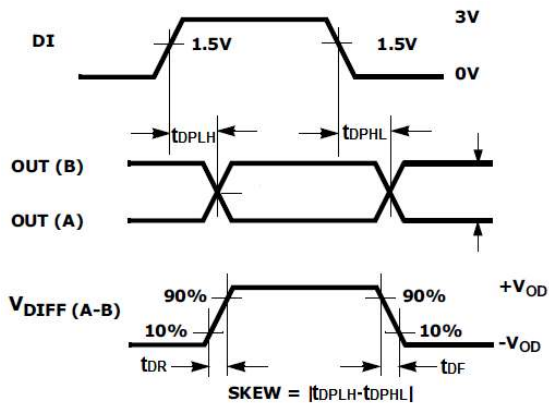 3V
DI
1.5V
1.5V
0V
tDPLH
tDPHL
OUT (B)
OUT (A)
+VOD
90%
90%
VDIFF (A-B)
10%
10%
-VOD
tDR
tDF
SKEW = |tDPLH-tDPHL|